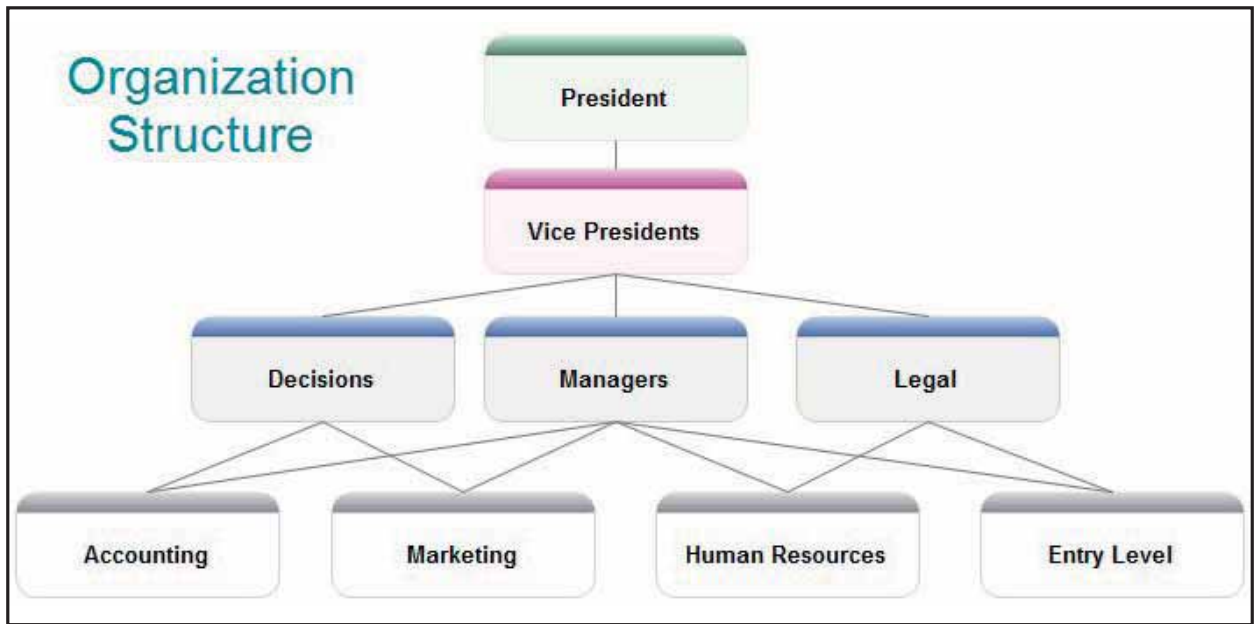 Organization
Structure
President
Vice Presidents
Decisions
Managers
Legal
Accounting
Marketing
Human Resources
Entry Level